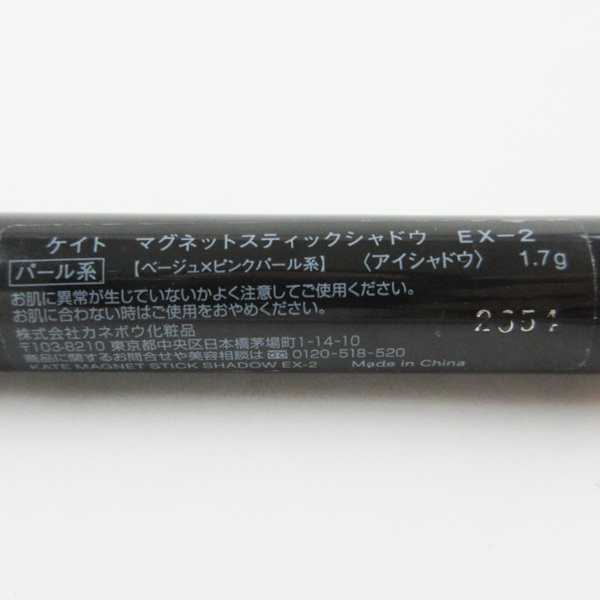 ケイト マグネットスティックシャドウ EX-2
パール系 【ベージュ×ピンクパール系】 〈アイシャドウ〉 1.7g
お肌に異常が生じていないかよく注意してご使用ください。
お肌に合わない時はご使用をおやめください。
2654
株式会社カネボウ化粧品
〒103-8210 東京都中央区日本橋茅場町1-14-10
商品に関するお問合せや美容相談は 0120-518-520
KATE MAGNET STICK SHADOW EX-2 Made in China